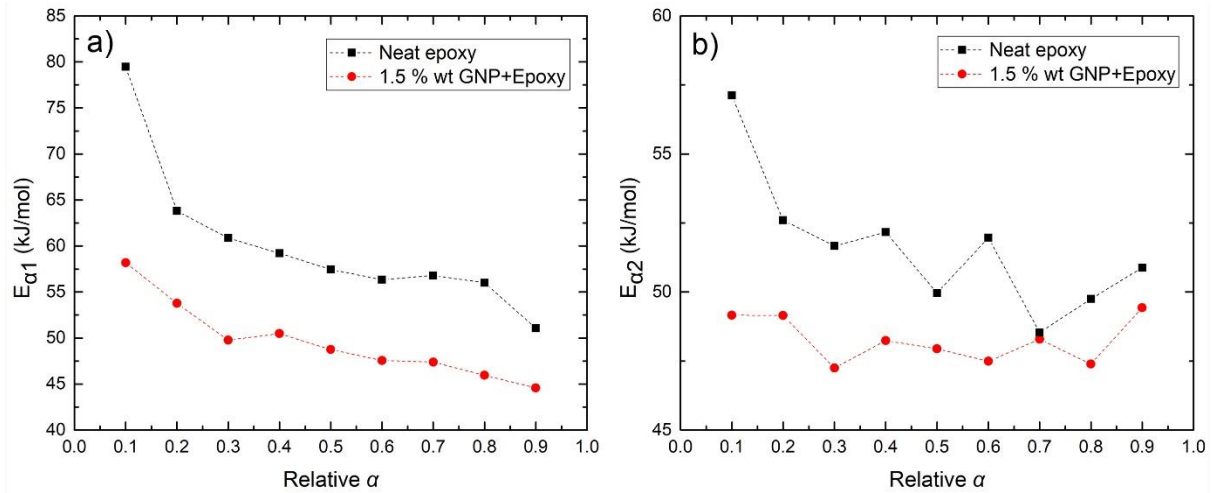 a)
Neat epoxy
1.5 % wt GNP+Epoxy
85
80
75
70
65
60
55
50
45
40
E_α1 (kJ/mol)
0.0 0.1 0.2 0.3 0.4 0.5 0.6 0.7 0.8 0.9 1.0
Relative α
b)
Neat epoxy
1.5 % wt GNP+Epoxy
60
55
50
45
E_α2 (kJ/mol)
0.0 0.1 0.2 0.3 0.4 0.5 0.6 0.7 0.8 0.9 1.0
Relative α